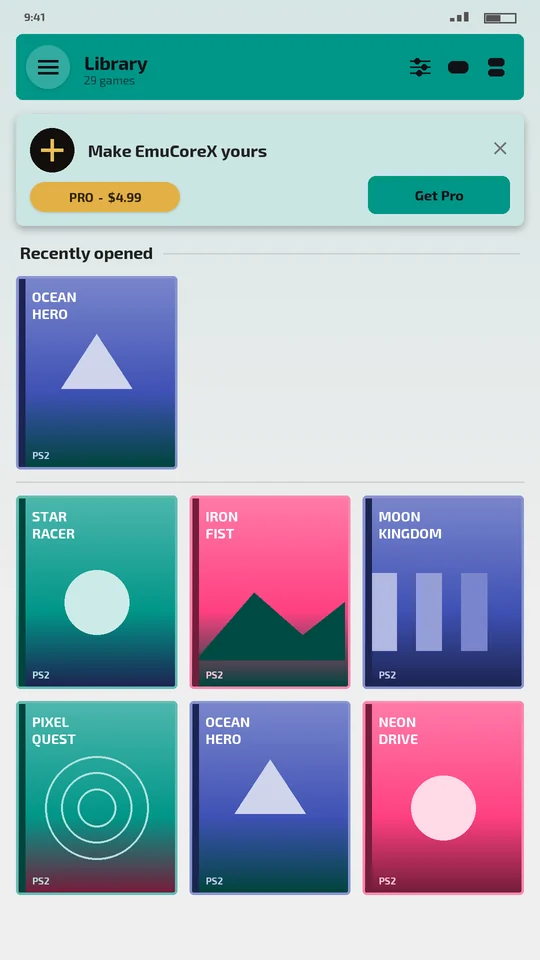 9:41
Library
29 games
Make EmuCoreX yours
PRO - $4.99
Get Pro
Recently opened
OCEAN
HERO
PS2
STAR
RACER
PS2
IRON
FIST
PS2
MOON
KINGDOM
PS2
PIXEL
QUEST
PS2
OCEAN
HERO
PS2
NEON
DRIVE
PS2